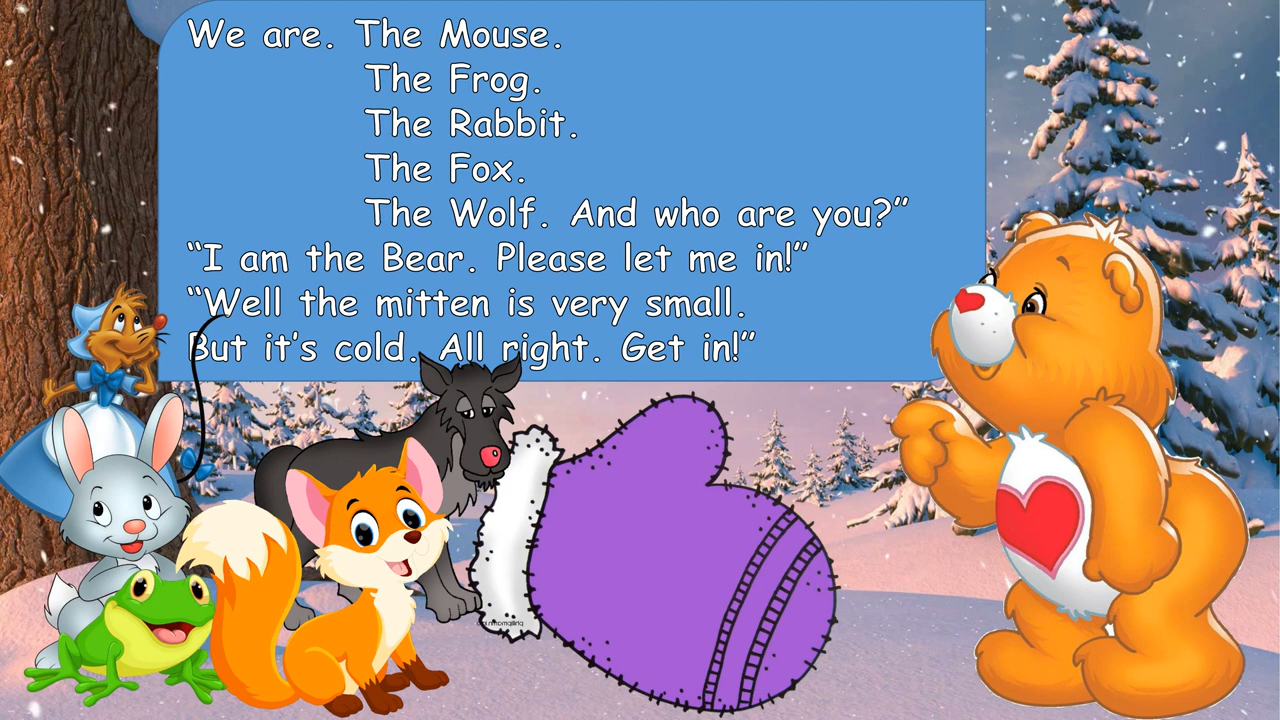 We are. The Mouse.
The Frog.
The Rabbit.
The Fox.
The Wolf. And who are you?”
“I am the Bear. Please let me in!”
“Well the mitten is very small.
But it’s cold. All right. Get in!”